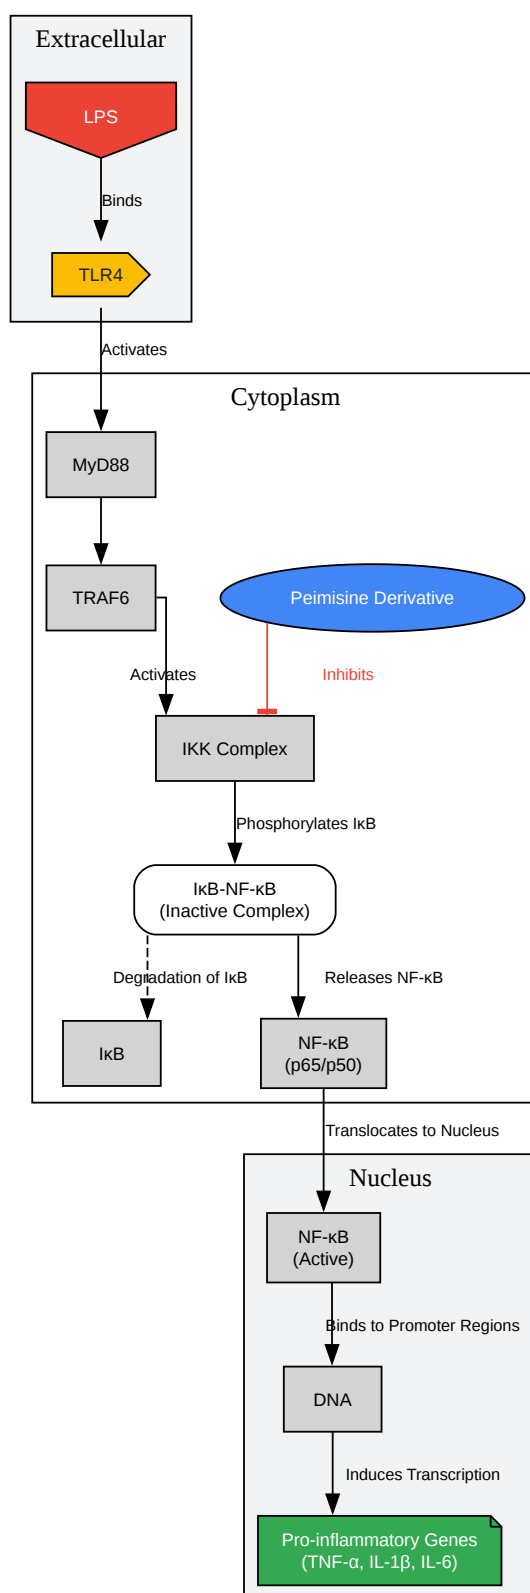 Extracellular
LPS
Binds
TLR4
Activates
Cytoplasm
MyD88
TRAF6
Peimisine Derivative
Activates
Inhibits
IKK Complex
Phosphorylates IκB
IκB-NF-κB
(Inactive Complex)
Degradation of IκB
Releases NF-κB
IκB
NF-κB
(p65/p50)
Translocates to Nucleus
Nucleus
NF-κB
(Active)
Binds to Promoter Regions
DNA
Induces Transcription
Pro-inflammatory Genes
(TNF-α, IL-1β, IL-6)